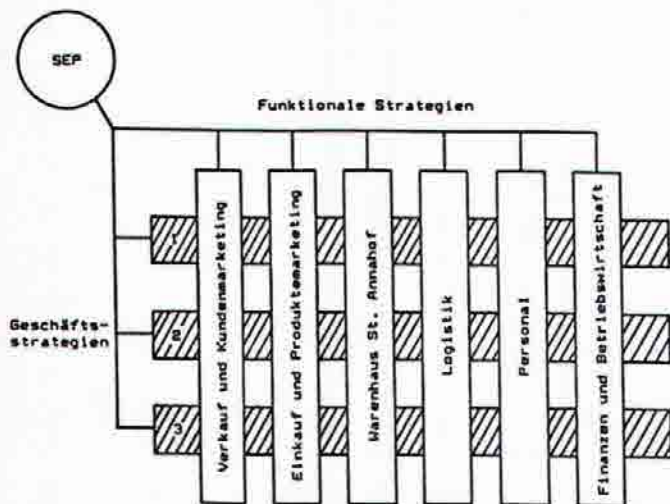 SEP
Funktionale Strategien
Verkauf und Kundenmarketing
Einkauf und Produktemarketing
Warenhaus St. Annahof
Logistik
Personal
Finanzen und Betriebswirtschaft
1
Geschäfts-
strategien
2
3